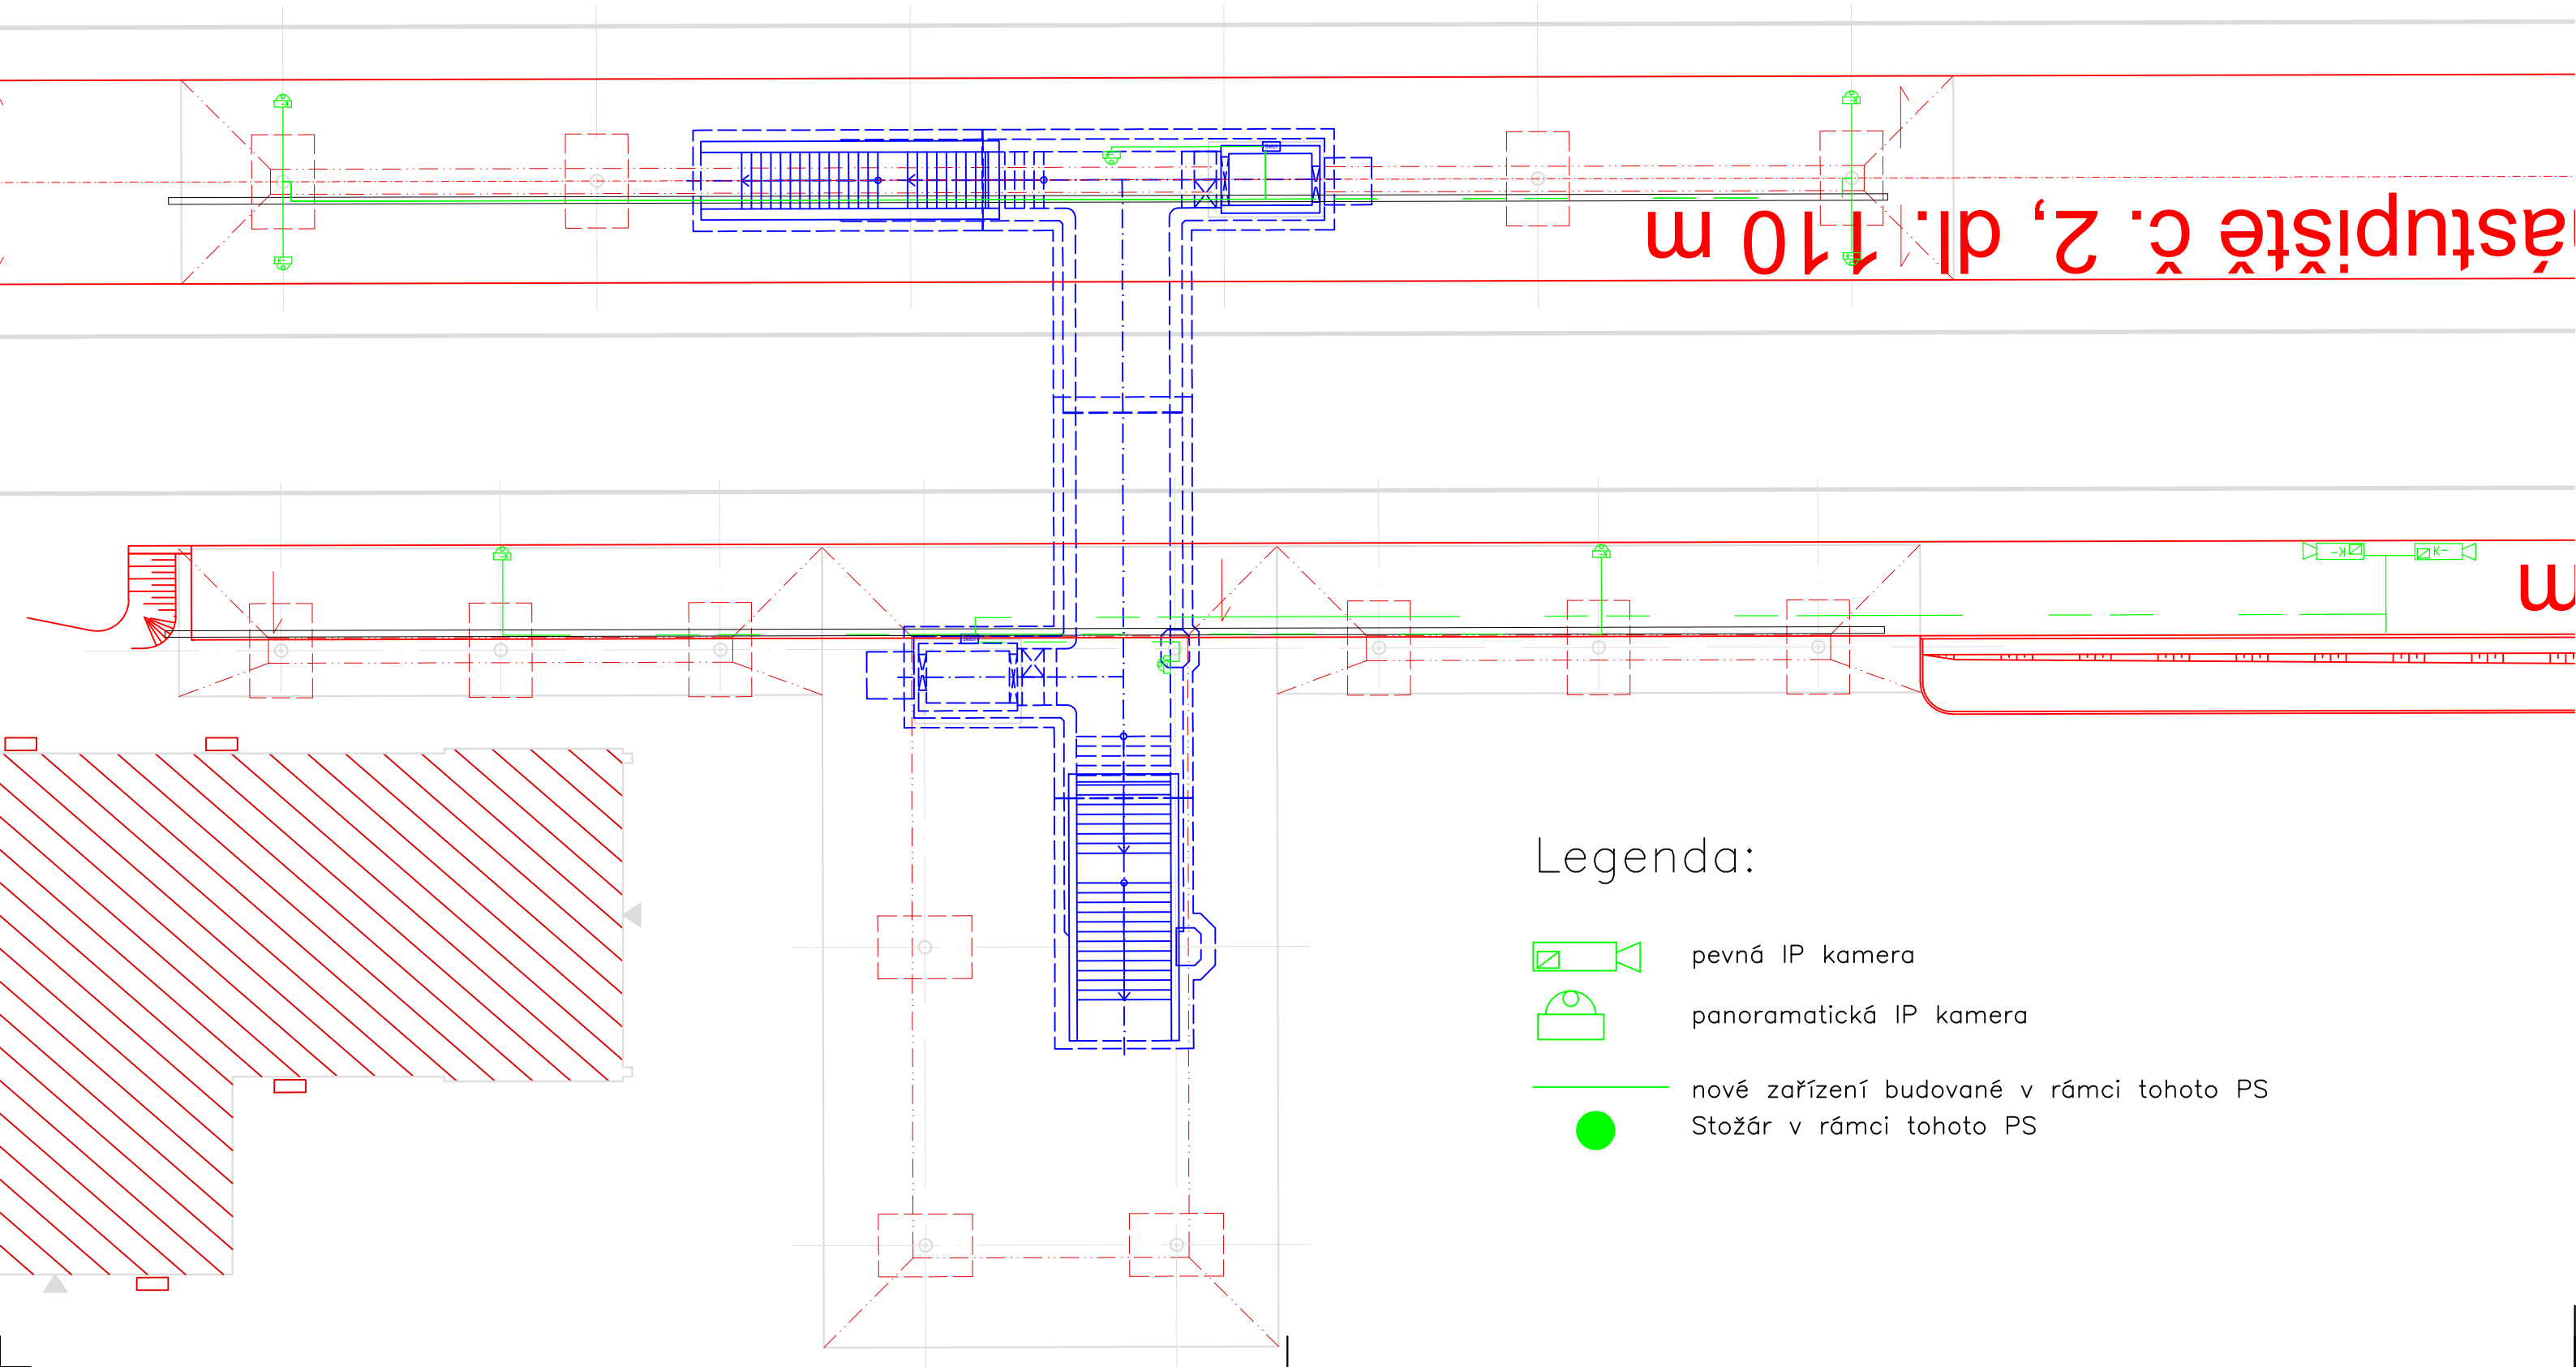 ástupiště č. 2, dl. 110 m
m
Legenda:
pevná IP kamera
panoramatická IP kamera
nové zařízení budované v rámci tohoto PS
Stožár v rámci tohoto PS